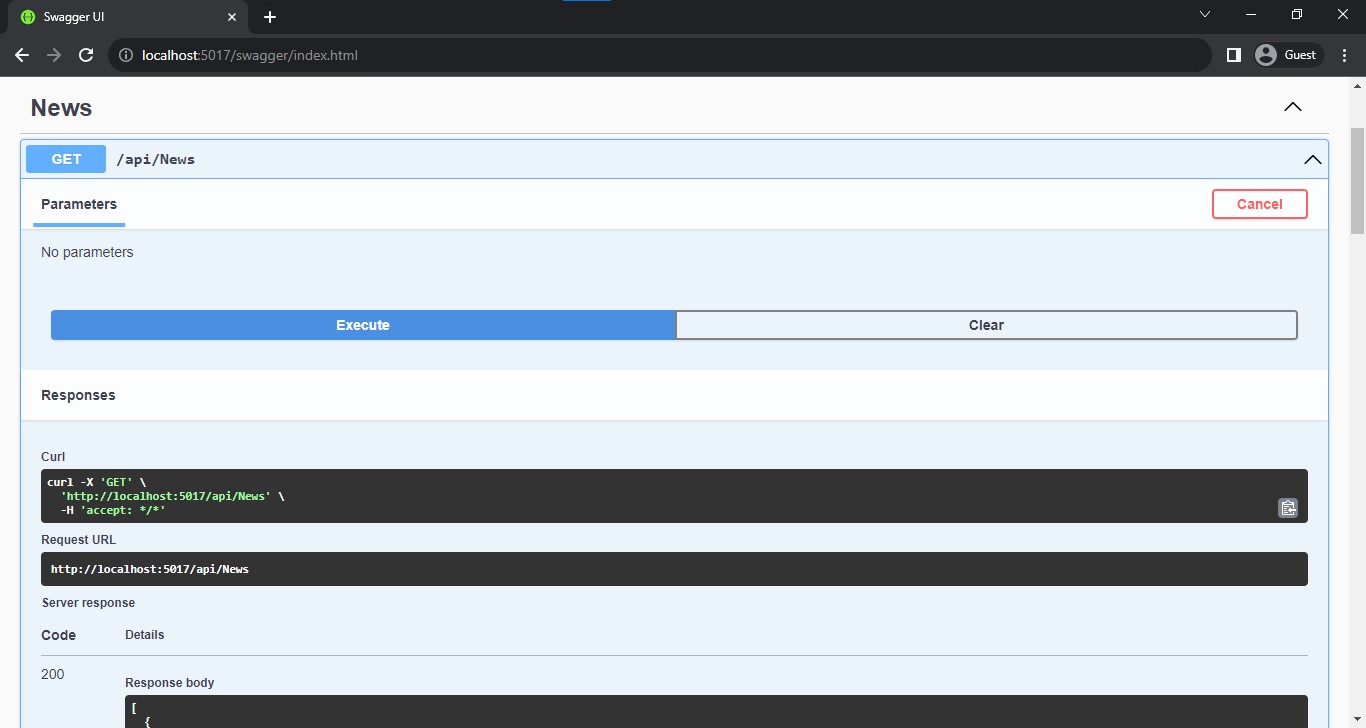 Swagger UI
localhost:5017/swagger/index.html
Guest
News
GET /api/News
Parameters
Cancel
No parameters
Execute
Clear
Responses
Curl
curl -X 'GET' \
'http://localhost:5017/api/News' \
-H 'accept: */*'
Request URL
http://localhost:5017/api/News
Server response
Code Details
200
Response body
[
{